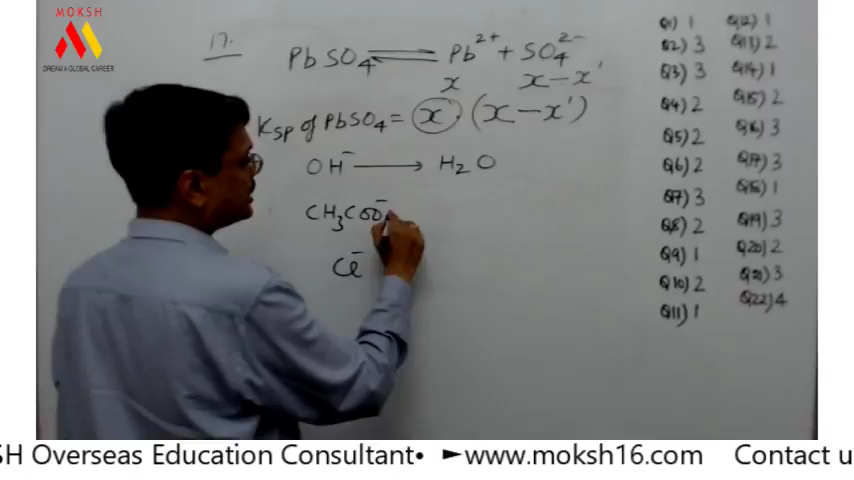 MOKSH
DREAM A GLOBAL CAREER
17.
PbSO₄ ⇌ Pb²⁺ + SO₄²⁻
x x-x'
Ksp of PbSO₄ = x · (x-x')
OH⁻ → H₂O
CH₃COO⁻
Cl⁻
Q1) 1
Q2) 3
Q3) 3
Q4) 2
Q5) 2
Q6) 2
Q7) 3
Q8) 2
Q9) 1
Q10) 2
Q11) 1
Q12) 1
Q13) 2
Q14) 1
Q15) 2
Q16) 3
Q17) 3
Q18) 1
Q19) 3
Q20) 2
Q21) 3
Q22) 4
SH Overseas Education Consultant• ►www.moksh16.com Contact u